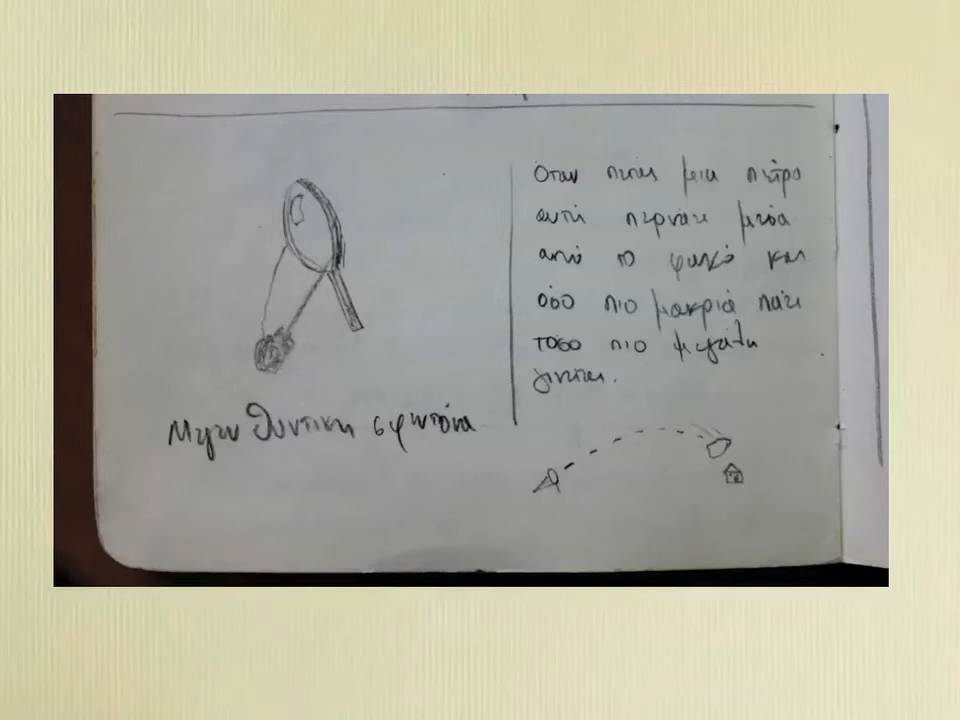 Μεγενθυντική σφεντόνα
Όταν πετάς μια πέτρα
αυτή περνάει μέσα
από το φακό και
όσο πιο μακριά πάει
τόσο πιο μεγάλη
γίνεται.